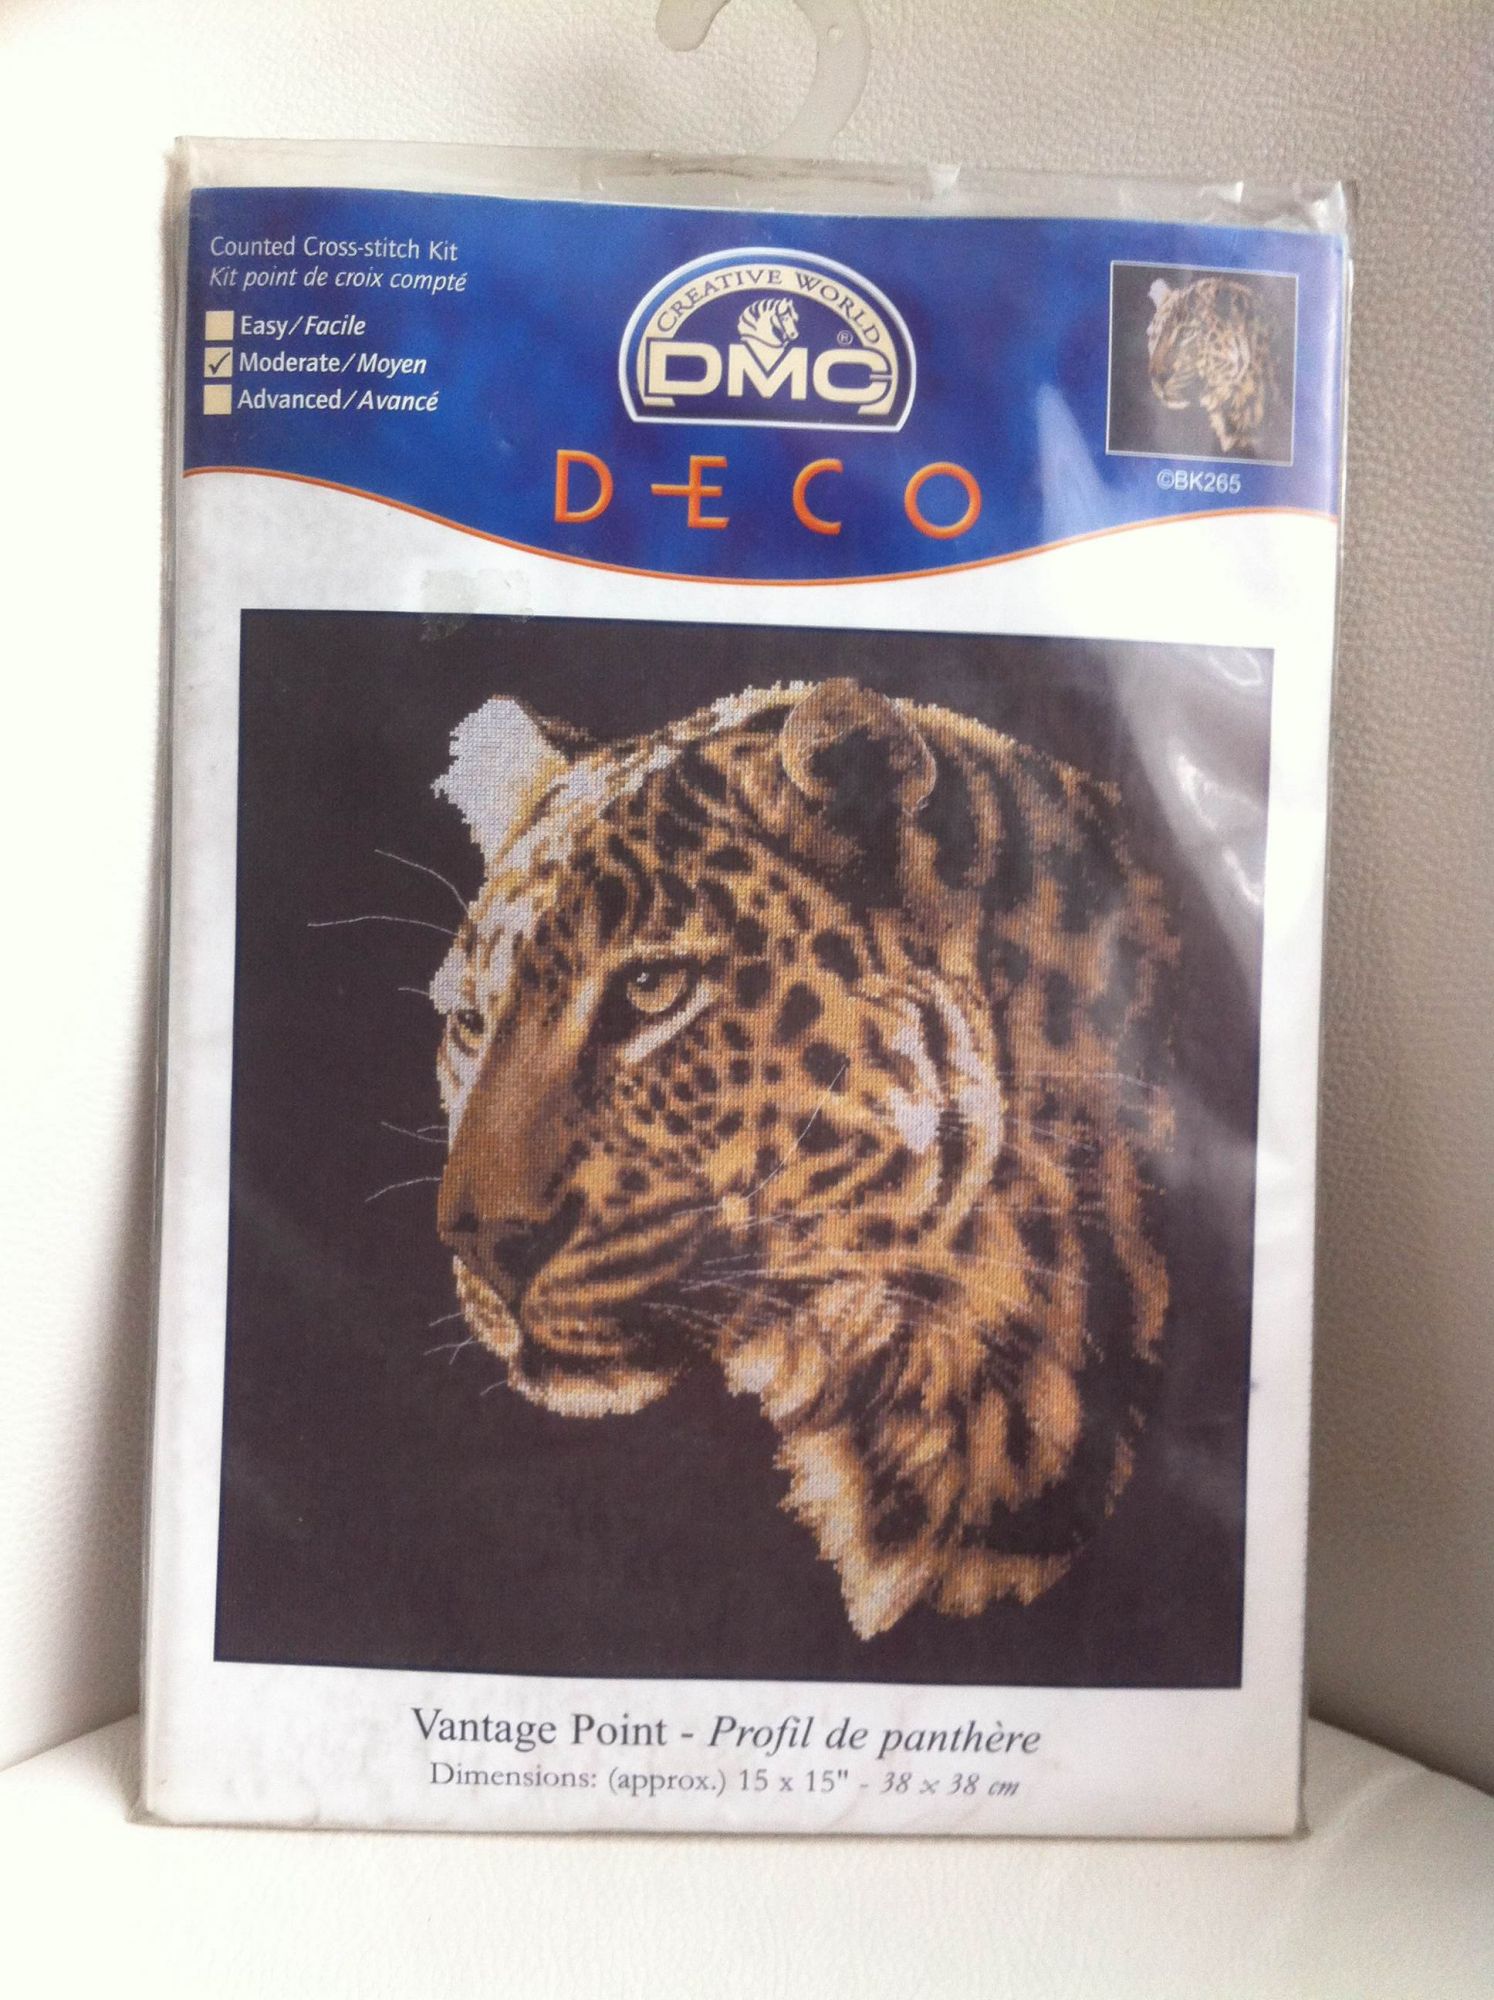 Counted Cross-stitch Kit
Kit point de croix compté
Easy/Facile
Moderate/Moyen
Advanced/Avancé
CREATIVE WORLD
DMC®
DECO
©BK265
Vantage Point - Profil de panthère
Dimensions: (approx.) 15 x 15" - 38 x 38 cm